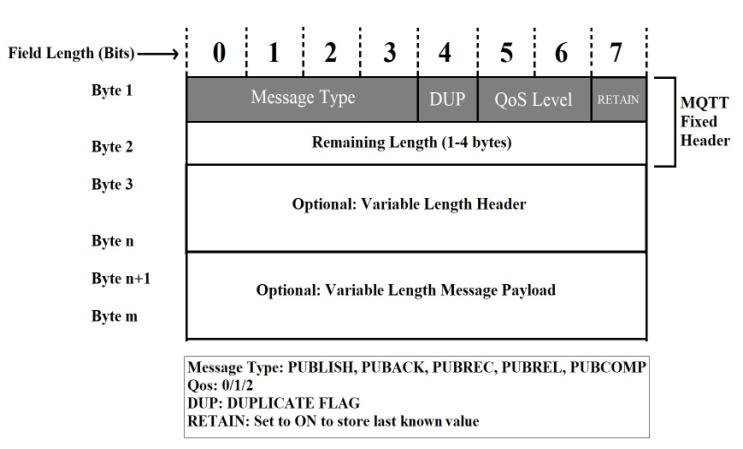 Field Length (Bits) 0 1 2 3 4 5 6 7
Byte 1 Message Type DUP QoS Level RETAIN
MQTT
Fixed
Header
Byte 2 Remaining Length (1-4 bytes)
Byte 3
Optional: Variable Length Header
Byte n
Byte n+1
Optional: Variable Length Message Payload
Byte m
Message Type: PUBLISH, PUBACK, PUBREC, PUBREL, PUBCOMP
Qos: 0/1/2
DUP: DUPLICATE FLAG
RETAIN: Set to ON to store last known value